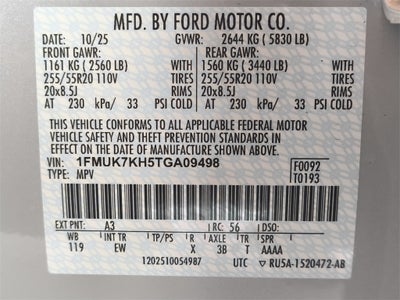 MFD. BY FORD MOTOR CO.
DATE: 10/25 GVWR: 2644 KG ( 5830 LB)
FRONT GAWR: REAR GAWR:
1161 KG ( 2560 LB) WITH 1560 KG ( 3440 LB) WITH
255/55R20 110V TIRES 255/55R20 110V TIRES
20x8.5J RIMS 20x8.5J RIMS
AT 230 kPa/ 33 PSI COLD AT 230 kPa/ 33 PSI COLD
THIS VEHICLE CONFORMS TO ALL APPLICABLE FEDERAL MOTOR
VEHICLE SAFETY AND THEFT PREVENTION STANDARDS IN
EFFECT ON THE DATE OF MANUFACTURE SHOWN ABOVE.
VIN: 1FMUK7KH5TGA09498 F0092
TYPE: MPV T0193
EXT PNT: A3 RC: 56 DSO:
WB INT TR TP/PS R AXLE TR SPR
119 EW X 3B T AAAA
1202510054987 UTC RU5A-1520472-AB